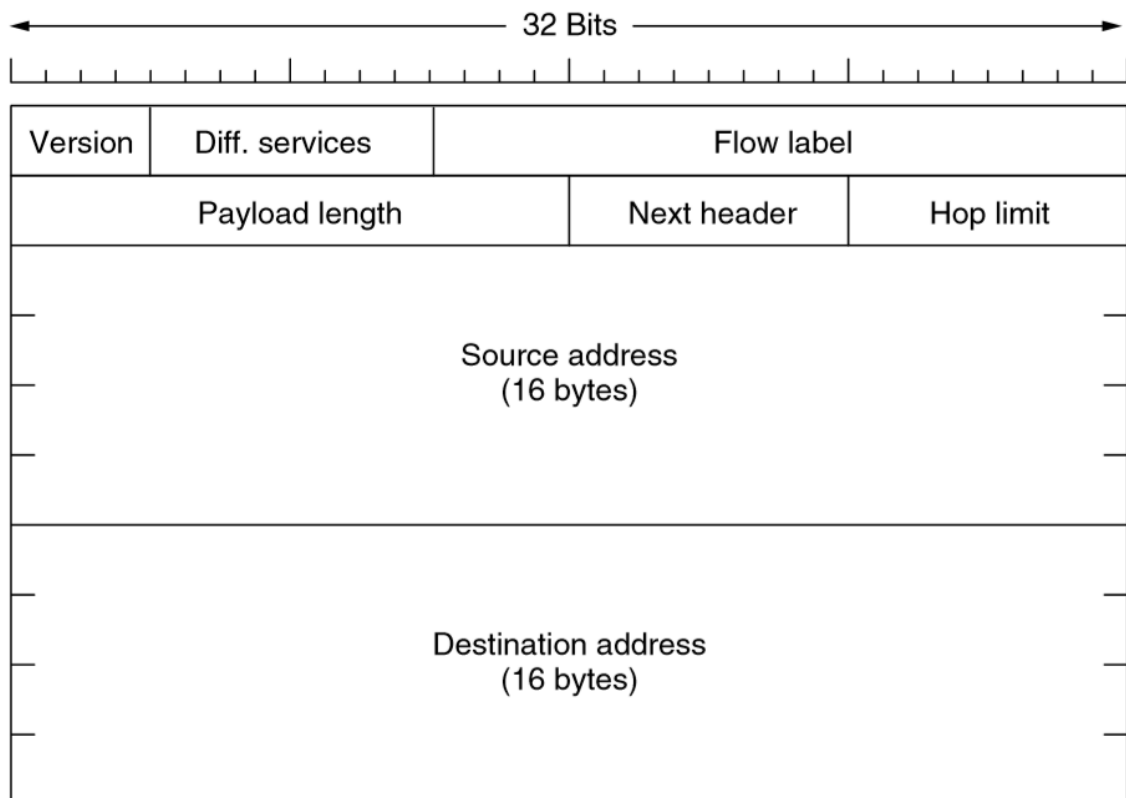 32 Bits
Version Diff. services Flow label
Payload length Next header Hop limit
Source address
(16 bytes)
Destination address
(16 bytes)